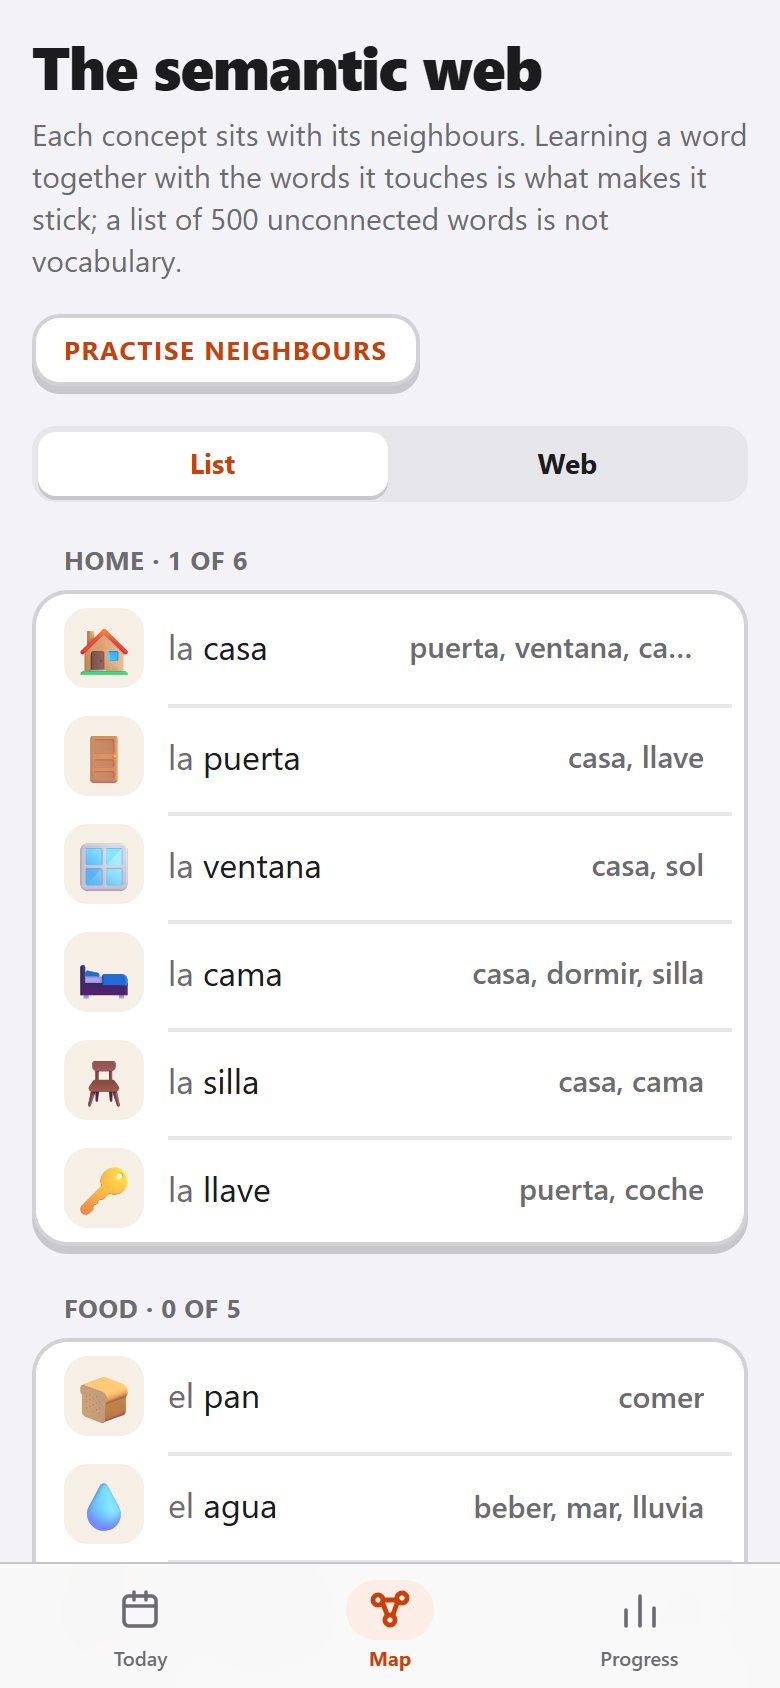 The semantic web
Each concept sits with its neighbours. Learning a word
together with the words it touches is what makes it
stick; a list of 500 unconnected words is not
vocabulary.
PRACTISE NEIGHBOURS
List Web
HOME · 1 OF 6
la casa puerta, ventana, ca...
la puerta casa, llave
la ventana casa, sol
la cama casa, dormir, silla
la silla casa, cama
la llave puerta, coche
FOOD · 0 OF 5
el pan comer
el agua beber, mar, lluvia
Today Map Progress